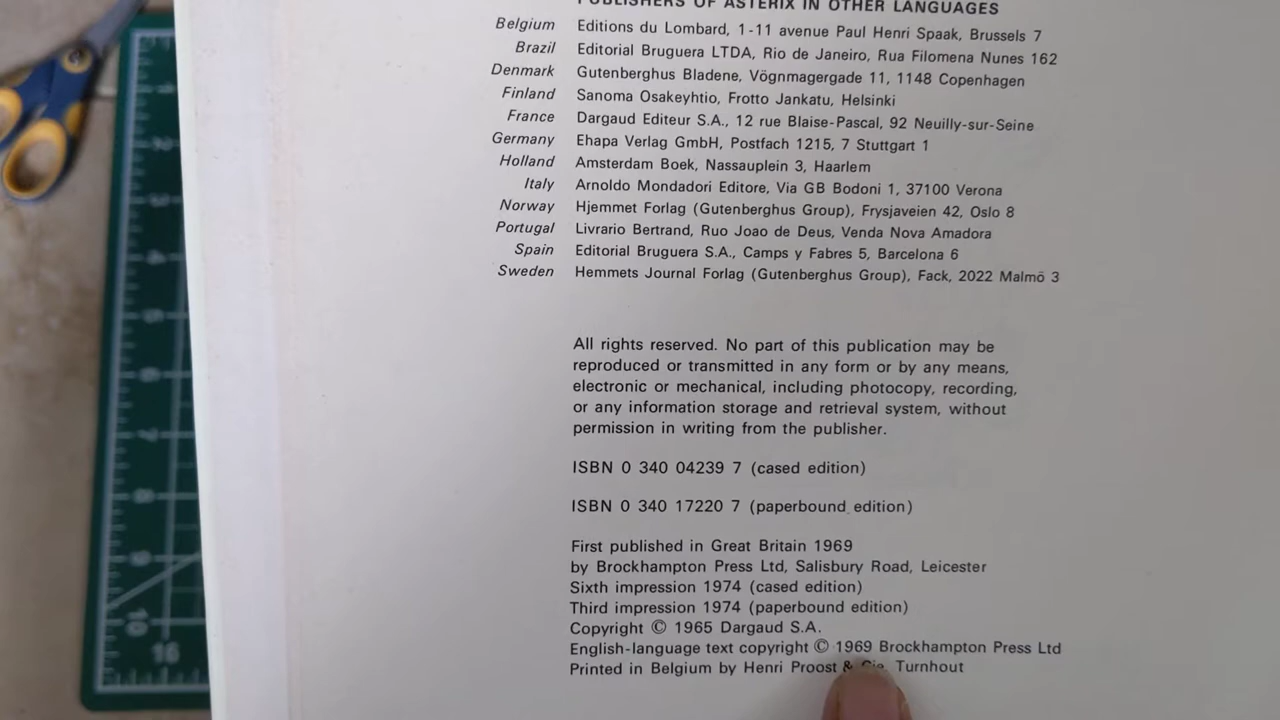 PUBLISHERS OF ASTERIX IN OTHER LANGUAGES
Belgium Editions du Lombard, 1-11 avenue Paul Henri Spaak, Brussels 7
Brazil Editorial Bruguera LTDA, Rio de Janeiro, Rua Filomena Nunes 162
Denmark Gutenberghus Bladene, Vögnmagergade 11, 1148 Copenhagen
Finland Sanoma Osakeyhtio, Frotto Jankatu, Helsinki
France Dargaud Editeur S.A., 12 rue Blaise-Pascal, 92 Neuilly-sur-Seine
Germany Ehapa Verlag GmbH, Postfach 1215, 7 Stuttgart 1
Holland Amsterdam Boek, Nassauplein 3, Haarlem
Italy Arnoldo Mondadori Editore, Via GB Bodoni 1, 37100 Verona
Norway Hjemmet Forlag (Gutenberghus Group), Frysjaveien 42, Oslo 8
Portugal Livrario Bertrand, Ruo Joao de Deus, Venda Nova Amadora
Spain Editorial Bruguera S.A., Camps y Fabres 5, Barcelona 6
Sweden Hemmets Journal Forlag (Gutenberghus Group), Fack, 2022 Malmö 3
All rights reserved. No part of this publication may be
reproduced or transmitted in any form or by any means,
electronic or mechanical, including photocopy, recording,
or any information storage and retrieval system, without
permission in writing from the publisher.
ISBN 0 340 04239 7 (cased edition)
ISBN 0 340 17220 7 (paperbound edition)
First published in Great Britain 1969
by Brockhampton Press Ltd, Salisbury Road, Leicester
Sixth impression 1974 (cased edition)
Third impression 1974 (paperbound edition)
Copyright © 1965 Dargaud S.A.
English-language text copyright © 1969 Brockhampton Press Ltd
Printed in Belgium by Henri Proost & Cie, Turnhout
4
5
6
7
8
9
10
16